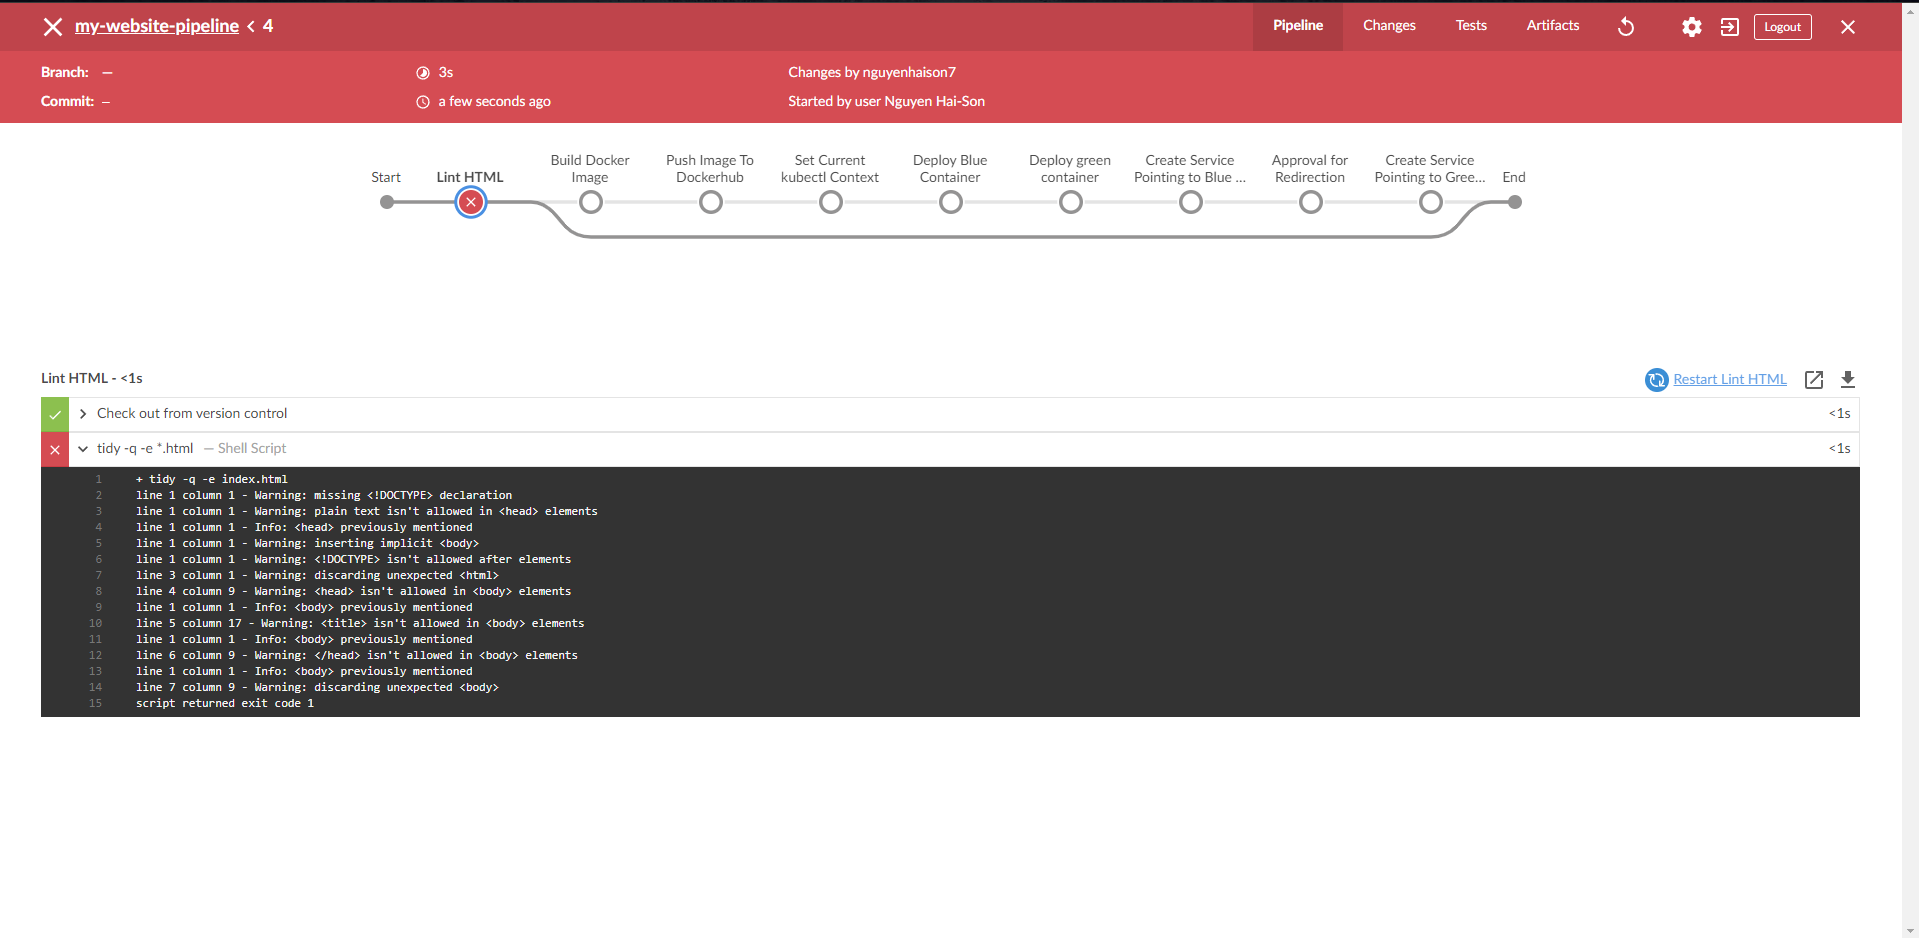 my-website-pipeline < 4
Pipeline Changes Tests Artifacts Logout
Branch: — 3s Changes by nguyenhaison7
Commit: – a few seconds ago Started by user Nguyen Hai-Son
Start
Lint HTML
Build Docker
Image
Push Image To
Dockerhub
Set Current
kubectl Context
Deploy Blue
Container
Deploy green
container
Create Service
Pointing to Blue ...
Approval for
Redirection
Create Service
Pointing to Gree...
End
Lint HTML - <1s Restart Lint HTML
Check out from version control <1s
tidy -q -e *.html — Shell Script <1s
1 + tidy -q -e index.html
2 line 1 column 1 - Warning: missing <!DOCTYPE> declaration
3 line 1 column 1 - Warning: plain text isn't allowed in <head> elements
4 line 1 column 1 - Info: <head> previously mentioned
5 line 1 column 1 - Warning: inserting implicit <body>
6 line 1 column 1 - Warning: <!DOCTYPE> isn't allowed after elements
7 line 3 column 1 - Warning: discarding unexpected <html>
8 line 4 column 9 - Warning: <head> isn't allowed in <body> elements
9 line 1 column 1 - Info: <body> previously mentioned
10 line 5 column 17 - Warning: <title> isn't allowed in <body> elements
11 line 1 column 1 - Info: <body> previously mentioned
12 line 6 column 9 - Warning: </head> isn't allowed in <body> elements
13 line 1 column 1 - Info: <body> previously mentioned
14 line 7 column 9 - Warning: discarding unexpected <body>
15 script returned exit code 1